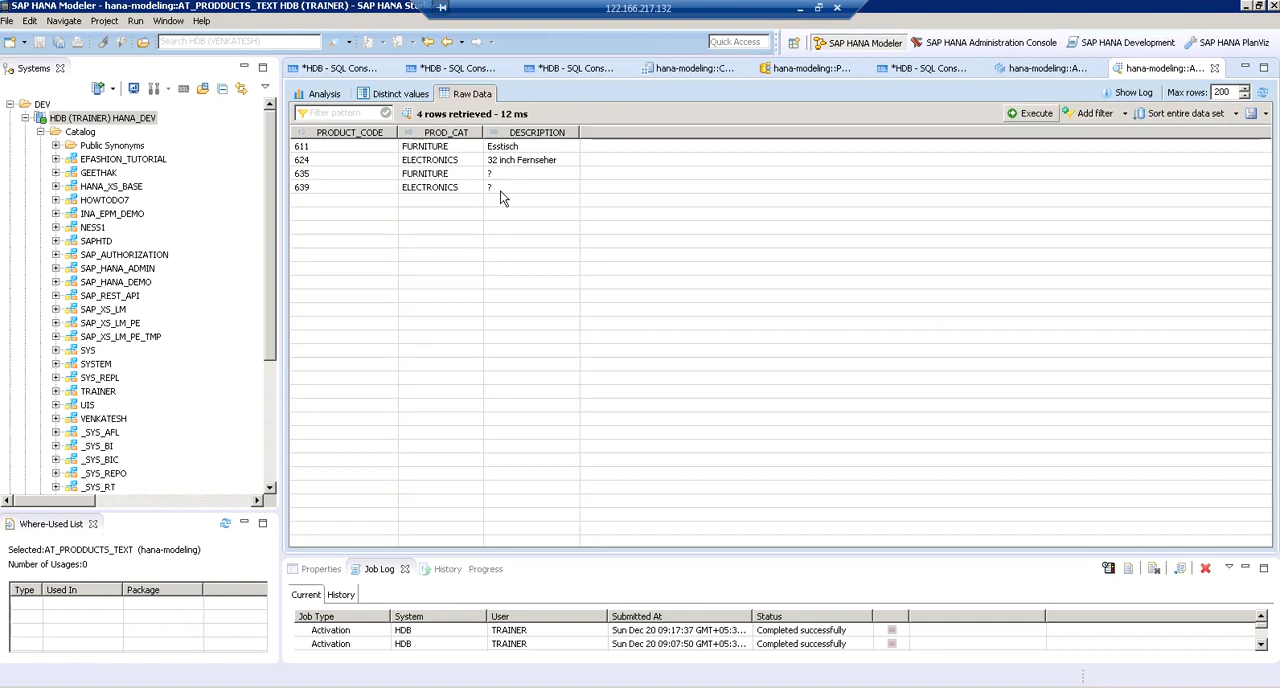 SAP HANA Modeler - hana-modeling::AT_PRODDUCTS_TEXT HDB (TRAINER) - SAP HANA Stu
122.166.217.132
File Edit Navigate Project Run Window Help
Search HDB (VENKATESH)
Quick Access
SAP HANA Modeler
SAP HANA Administration Console
SAP HANA Development
SAP HANA PlanViz
Systems
*HDB - SQL Cons...
*HDB - SQL Cons...
*HDB - SQL Cons...
hana-modeling::C...
hana-modeling::P...
*HDB - SQL Cons...
hana-modeling::A...
hana-modeling::A...
Analysis
Distinct values
Raw Data
Show Log
Max rows: 200
Filter pattern
4 rows retrieved - 12 ms
Execute
Add filter
Sort entire data set
PRODUCT_CODE PROD_CAT DESCRIPTION
611 FURNITURE Esstisch
624 ELECTRONICS 32 inch Fernseher
635 FURNITURE ?
639 ELECTRONICS ?
DEV
HDB (TRAINER) HANA_DEV
Catalog
Public Synonyms
EFASHION_TUTORIAL
GEETHAK
HANA_XS_BASE
HOWTODO7
INA_EPM_DEMO
NESS1
SAPHTD
SAP_AUTHORIZATION
SAP_HANA_ADMIN
SAP_HANA_DEMO
SAP_REST_API
SAP_XS_LM
SAP_XS_LM_PE
SAP_XS_LM_PE_TMP
SYS
SYSTEM
SYS_REPL
TRAINER
UIS
VENKATESH
_SYS_AFL
_SYS_BI
_SYS_BIC
_SYS_REPO
_SYS_RT
Where-Used List
Selected:AT_PRODDUCTS_TEXT (hana-modeling)
Number of Usages:0
Type Used In Package
Properties
Job Log
History
Progress
Current History
Job Type System User Submitted At Status
Activation HDB TRAINER Sun Dec 20 09:17:37 GMT+05:3... Completed successfully
Activation HDB TRAINER Sun Dec 20 09:07:50 GMT+05:3... Completed successfully